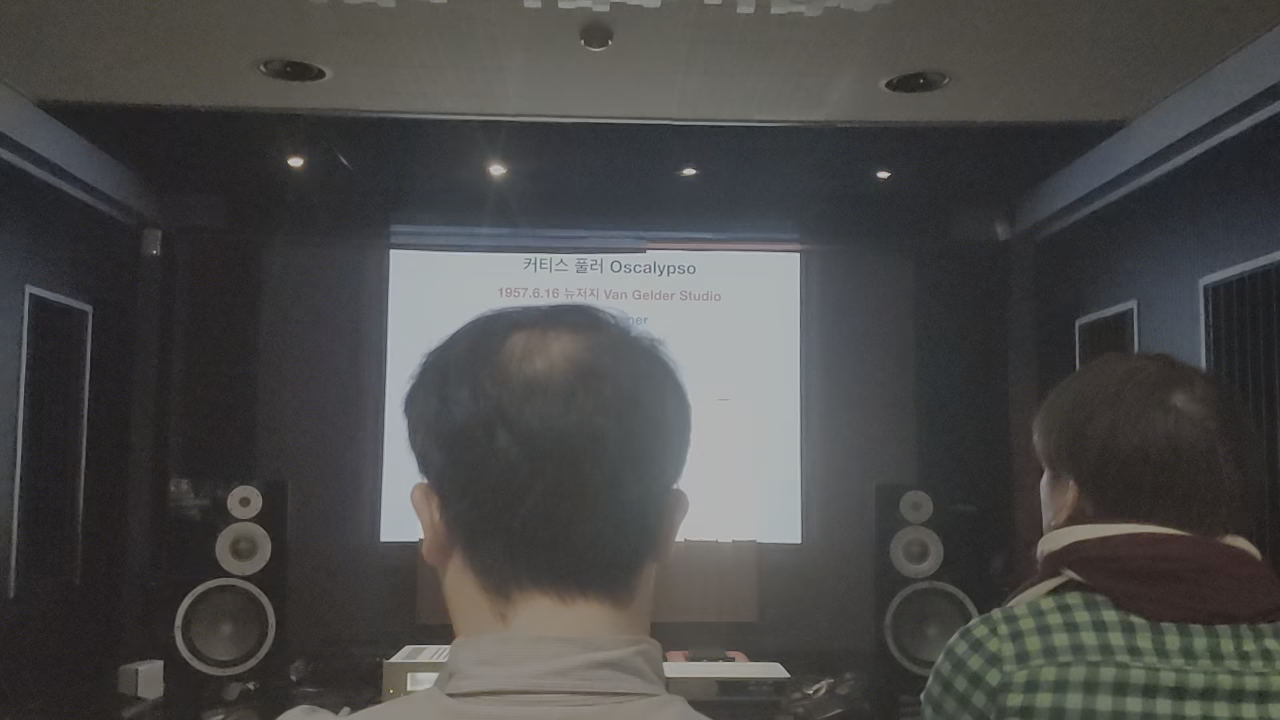 커티스 풀러 Oscalypso
1957.6.16 뉴저지 Van Gelder Studio